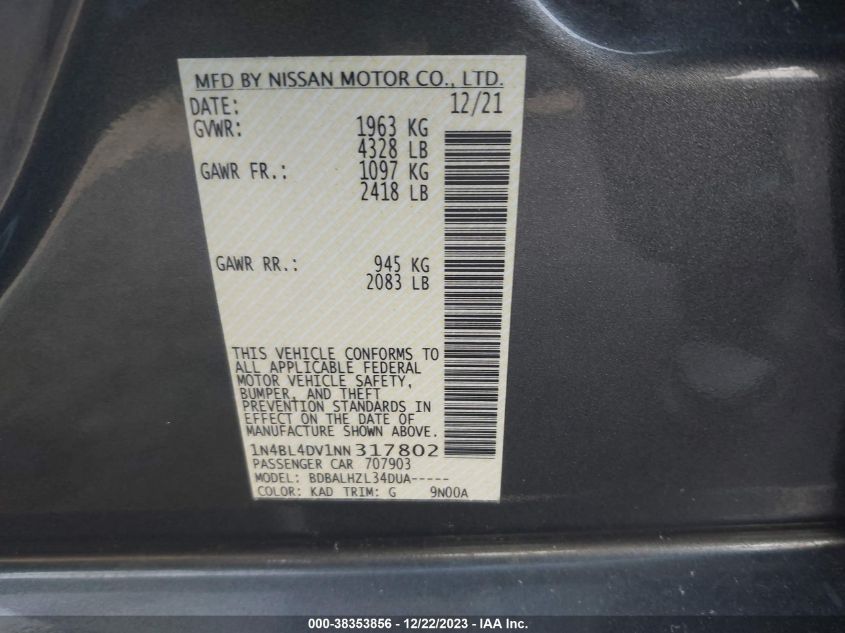 MFD BY NISSAN MOTOR CO., LTD.
DATE: 12/21
GVWR: 1963 KG
4328 LB
GAWR FR.: 1097 KG
2418 LB
GAWR RR.: 945 KG
2083 LB
THIS VEHICLE CONFORMS TO
ALL APPLICABLE FEDERAL
MOTOR VEHICLE SAFETY,
BUMPER, AND THEFT
PREVENTION STANDARDS IN
EFFECT ON THE DATE OF
MANUFACTURE SHOWN ABOVE.
1N4BL4DV1NN317802
PASSENGER CAR 707903
MODEL: BDBALHZL34DUA-----
COLOR: KAD TRIM: G 9N00A
000-38353856 - 12/22/2023 - IAA Inc.